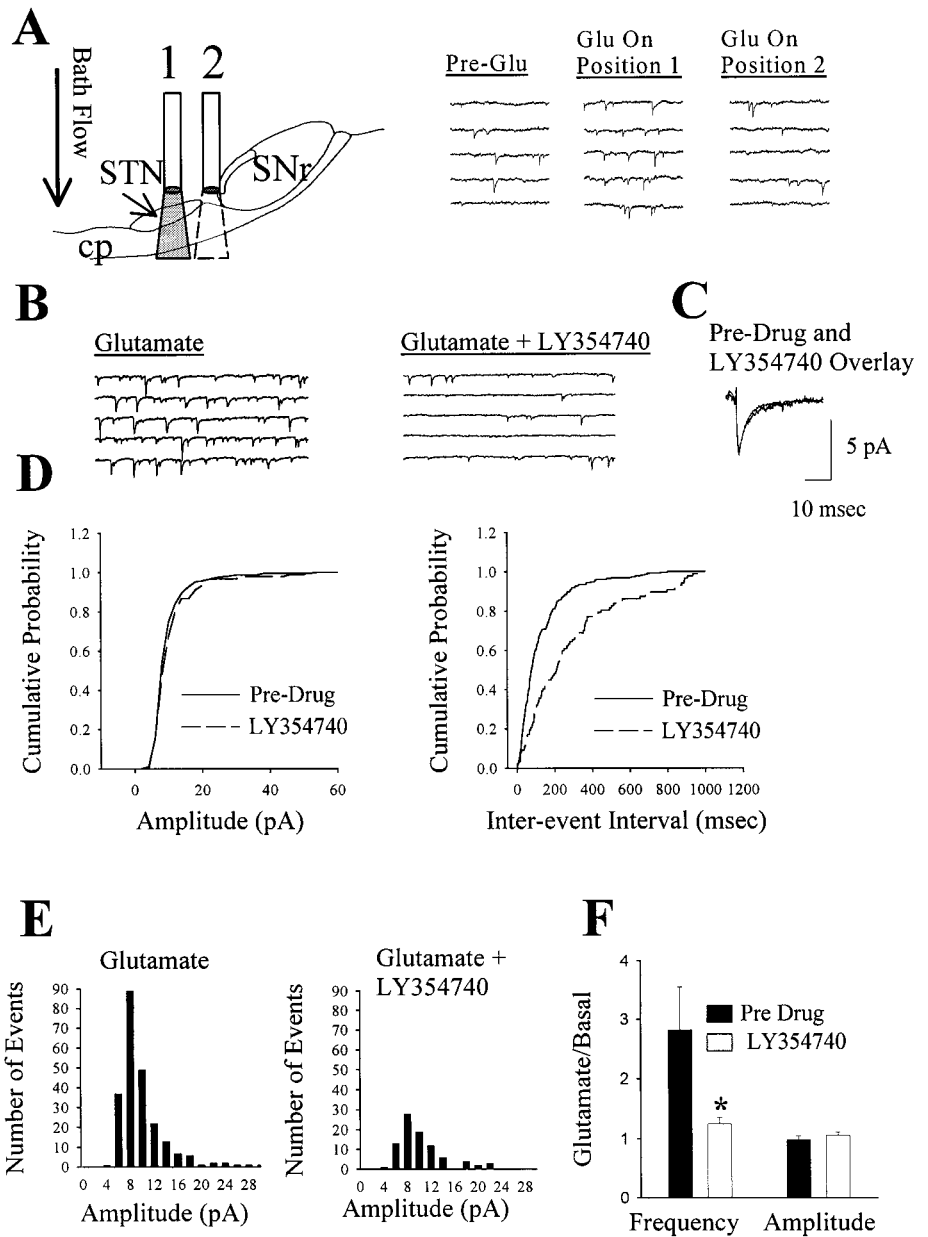 A
Bath Flow
1 2
STN
SNr
cp
Pre-Glu
Glu On
Position 1
Glu On
Position 2
B
Glutamate
Glutamate + LY354740
C
Pre-Drug and
LY354740 Overlay
5 pA
10 msec
D
Cumulative Probability
1.2
1.0
0.8
0.6
0.4
0.2
0.0
0 20 40 60
Amplitude (pA)
Pre-Drug
LY354740
Cumulative Probability
1.2
1.0
0.8
0.6
0.4
0.2
0.0
0 200 400 600 800 1000 1200
Inter-event Interval (msec)
Pre-Drug
LY354740
E
Glutamate
Number of Events
90
80
70
60
50
40
30
20
10
0
0 4 8 12 16 20 24 28
Amplitude (pA)
Glutamate +
LY354740
Number of Events
90
80
70
60
50
40
30
20
10
0
0 4 8 12 16 20 24 28
Amplitude (pA)
F
Glutamate/Basal
4
3
2
1
0
Pre Drug
LY354740
*
Frequency Amplitude